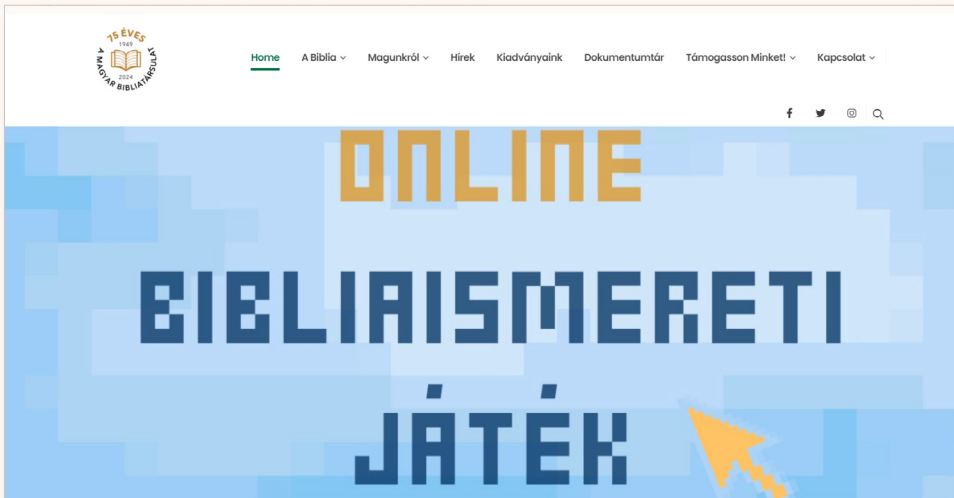 75 ÉVES
1949
2024
A MAGYAR BIBLIATÁRSULAT
Home A Biblia Magunkról Hírek Kiadványaink Dokumentumtár Támogasson Minket! Kapcsolat
ONLINE
BIBLIAISMERETI
JÁTÉK